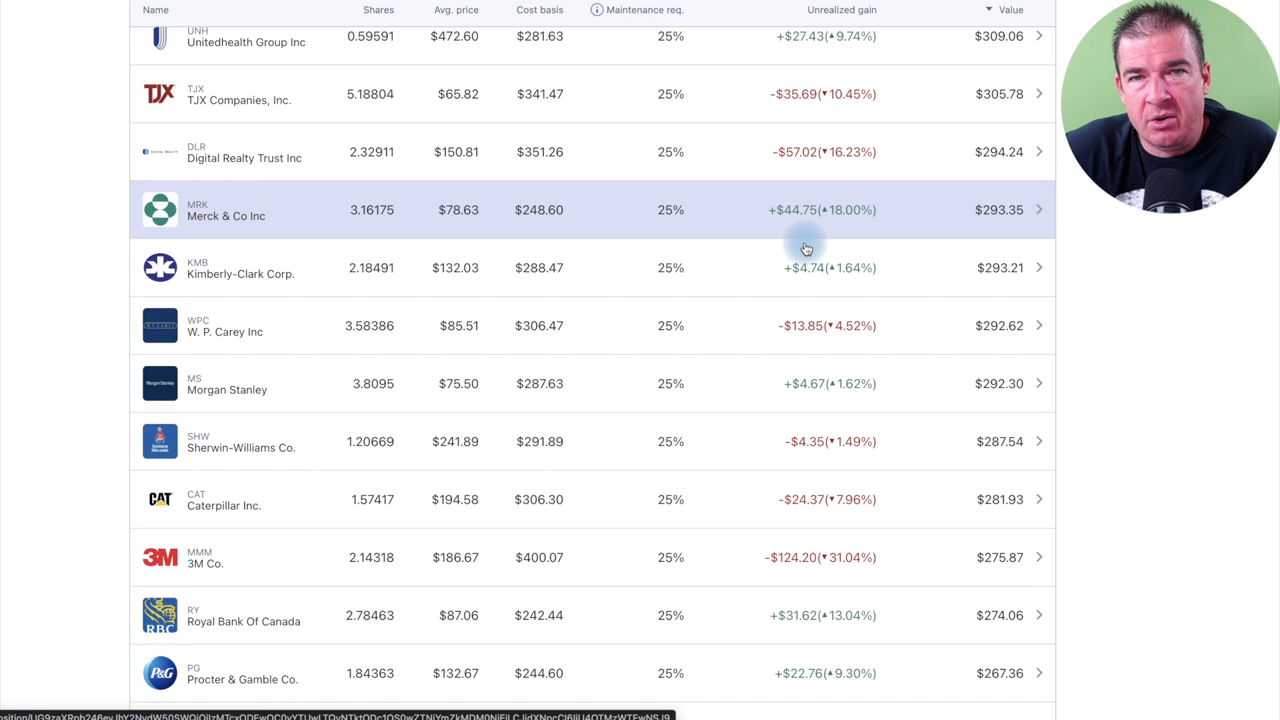 Name Shares Avg. price Cost basis Maintenance req. Unrealized gain Value
UNH
Unitedhealth Group Inc 0.59591 $472.60 $281.63 25% +$27.43(▲9.74%) $309.06
TJX TJX
TJX Companies, Inc. 5.18804 $65.82 $341.47 25% -$35.69(▼10.45%) $305.78
DIGITAL REALTY DLR
Digital Realty Trust Inc 2.32911 $150.81 $351.26 25% -$57.02(▼16.23%) $294.24
MRK
Merck & Co Inc 3.16175 $78.63 $248.60 25% +$44.75(▲18.00%) $293.35
KMB
Kimberly-Clark Corp. 2.18491 $132.03 $288.47 25% +$4.74(▲1.64%) $293.21
W. P. CAREY WPC
W. P. Carey Inc 3.58386 $85.51 $306.47 25% -$13.85(▼4.52%) $292.62
Morgan Stanley MS
Morgan Stanley 3.8095 $75.50 $287.63 25% +$4.67(▲1.62%) $292.30
SHERWIN WILLIAMS SHW
Sherwin-Williams Co. 1.20669 $241.89 $291.89 25% -$4.35(▼1.49%) $287.54
CAT CAT
Caterpillar Inc. 1.57417 $194.58 $306.30 25% -$24.37(▼7.96%) $281.93
3M MMM
3M Co. 2.14318 $186.67 $400.07 25% -$124.20(▼31.04%) $275.87
RBC RY
Royal Bank Of Canada 2.78463 $87.06 $242.44 25% +$31.62(▲13.04%) $274.06
P&G PG
Procter & Gamble Co. 1.84363 $132.67 $244.60 25% +$22.76(▲9.30%) $267.36